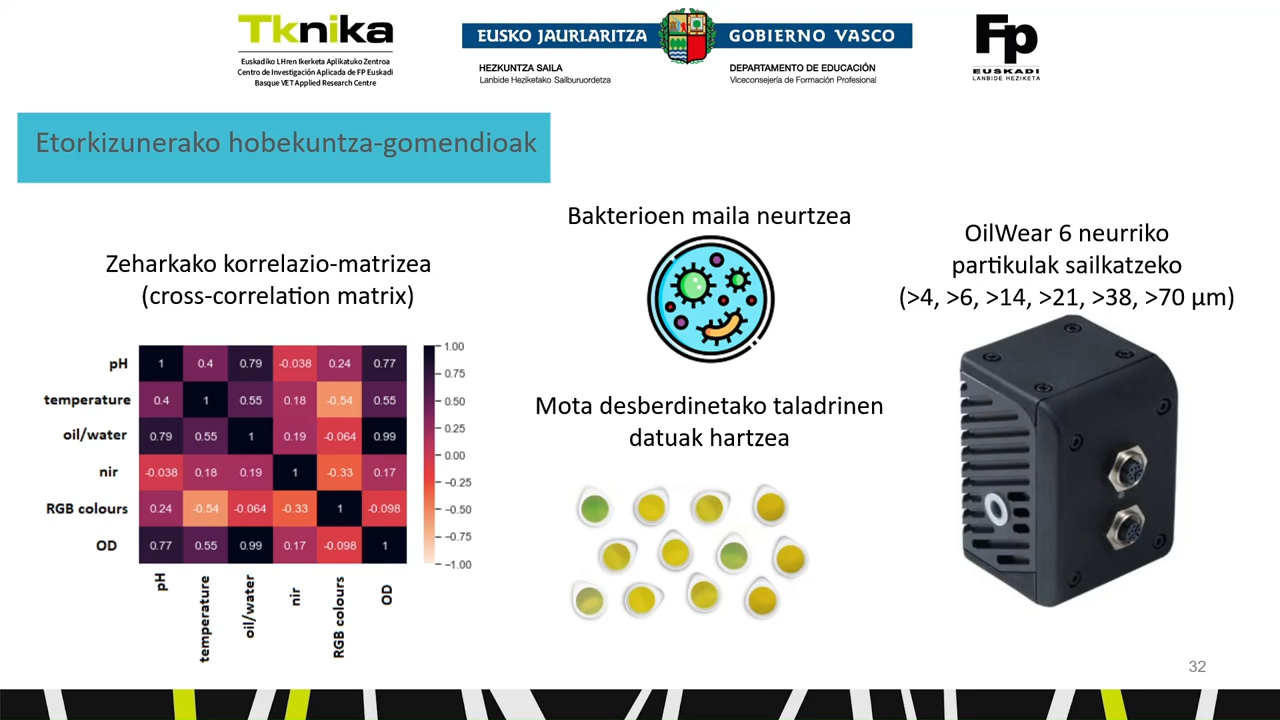 Tknika
Euskadiko LHren Ikerketa Aplikatuko Zentroa
Centro de Investigación Aplicada de FP Euskadi
Basque VET Applied Research Centre
EUSKO JAURLARITZA
GOBIERNO VASCO
HEZKUNTZA SAILA
Lanbide Heziketako Sailburuordetza
DEPARTAMENTO DE EDUCACIÓN
Viceconsejería de Formación Profesional
Fp
EUSKADI
LANBIDE HEZIKETA
Etorkizunerako hobekuntza-gomendioak
Zeharkako korrelazio-matrizea
(cross-correlation matrix)
pH 1 0.4 0.79 -0.038 0.24 0.77
temperature 0.4 1 0.55 0.18 -0.54 0.55
oil/water 0.79 0.55 1 0.19 -0.064 0.99
nir -0.038 0.18 0.19 1 -0.33 0.17
RGB colours 0.24 -0.54 -0.064 -0.33 1 -0.098
OD 0.77 0.55 0.99 0.17 -0.098 1
pH temperature oil/water nir RGB colours OD
1.00
0.75
0.50
0.25
0.00
−0.25
−0.50
−0.75
−1.00
Bakterioen maila neurtzea
Mota desberdinetako taladrinen
datuak hartzea
OilWear 6 neurriko
partikulak sailkatzeko
(>4, >6, >14, >21, >38, >70 µm)
32